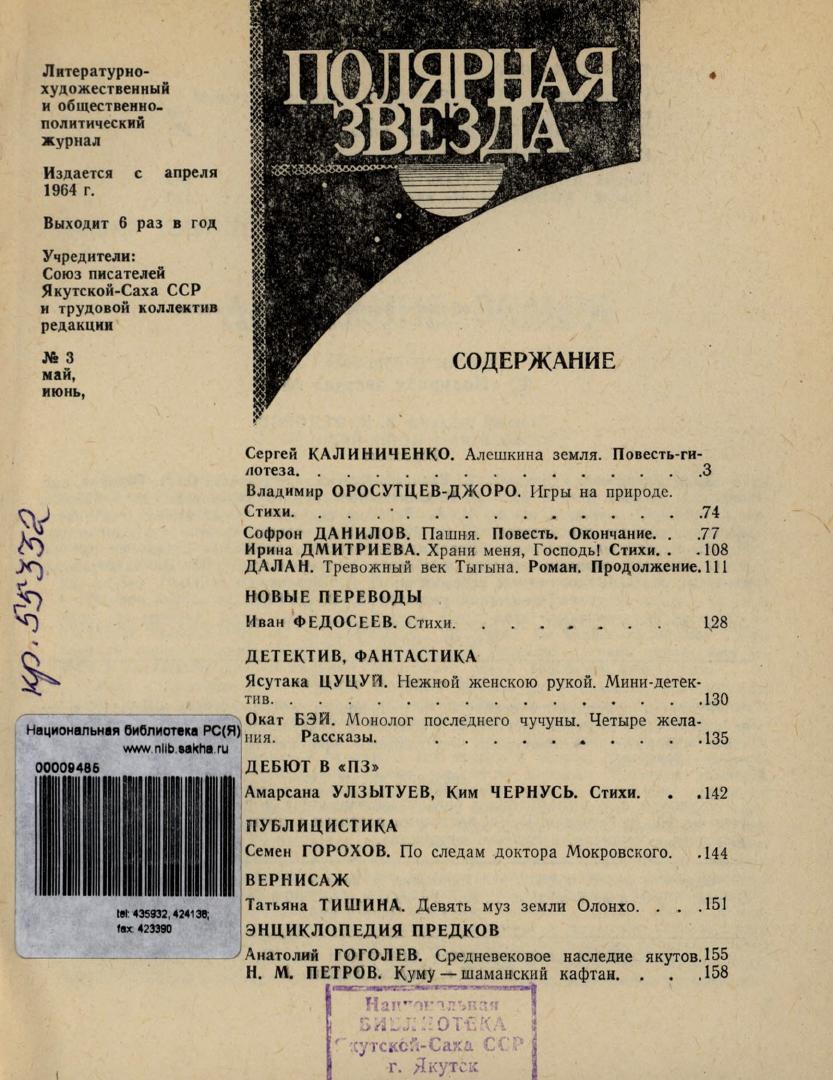 ПОЛЯРНАЯ
ЗВЕЗДА
Литературно-
художественный
и общественно-
политический
журнал
Издается с апреля
1964 г.
Выходит 6 раз в год
Учредители:
Союз писателей
Якутской-Саха ССР
и трудовой коллектив
редакции
№ 3
май,
июнь,
кр. 55332
Национальная библиотека РС(Я)
www.nlib.sakha.ru
00009486
tel: 435932, 424138;
fax: 423390
СОДЕРЖАНИЕ
Сергей КАЛИНИЧЕНКО. Алешкина земля. Повесть-ги-
потеза. . . . . . . . . . . . . .3
Владимир ОРОСУТЦЕВ-ДЖОРО. Игры на природе.
Стихи. . . . . . . . . . . . . .74
Софрон ДАНИЛОВ. Пашня. Повесть. Окончание. . .77
Ирина ДМИТРИЕВА. Храни меня, Господь! Стихи. . .108
ДАЛАН. Тревожный век Тыгына. Роман. Продолжение.111
НОВЫЕ ПЕРЕВОДЫ
Иван ФЕДОСЕЕВ. Стихи. . . . . . . . 128
ДЕТЕКТИВ, ФАНТАСТИКА
Ясутака ЦУЦУЙ. Нежной женскою рукой. Мини-детек-
тив. . . . . . . . . . . . . . .130
Окат БЭЙ. Монолог последнего чучуны. Четыре жела-
ния. Рассказы. . . . . . . . . .135
ДЕБЮТ В «ПЗ»
Амарсана УЛЗЫТУЕВ, Ким ЧЕРНУСЬ. Стихи. . .142
ПУБЛИЦИСТИКА
Семен ГОРОХОВ. По следам доктора Мокровского. .144
ВЕРНИСАЖ
Татьяна ТИШИНА. Девять муз земли Олонхо. . . .151
ЭНЦИКЛОПЕДИЯ ПРЕДКОВ
Анатолий ГОГОЛЕВ. Средневековое наследие якутов.155
Н. М. ПЕТРОВ. Куму — шаманский кафтан. . . .158
Национальная
БИБЛИОТЕКА
Якутской-Саха ССР
г. Якутск